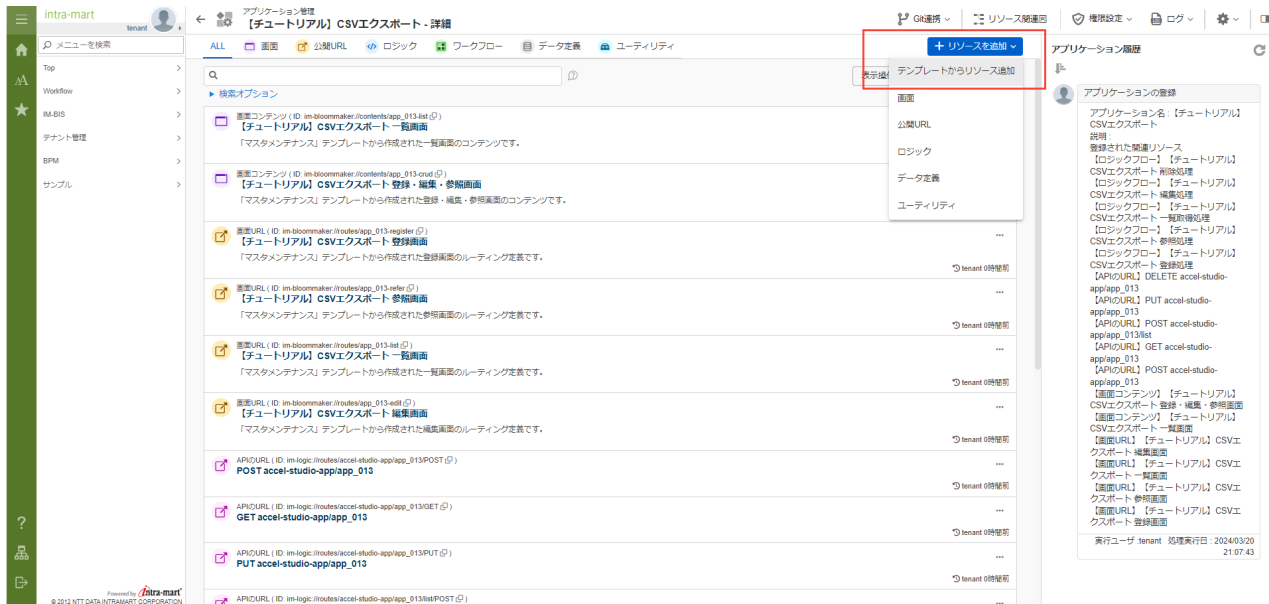 intra-mart
tenant
メニューを検索
Top
Workflow
IM-BIS
テナント管理
BPM
サンプル
Powered by intra-mart
© 2012 NTT DATA INTRAMART CORPORATION
アプリケーション管理
【チュートリアル】CSVエクスポート - 詳細
Git連携
リソース関連図
権限設定
ログ
ALL
画面
公開URL
ロジック
ワークフロー
データ定義
ユーティリティ
＋ リソースを追加
検索オプション
テンプレートからリソース追加
画面
公開URL
ロジック
データ定義
ユーティリティ
画面コンテンツ ( ID: im-bloommaker://contents/app_013-list )
【チュートリアル】CSVエクスポート 一覧画面
「マスタメンテナンス」テンプレートから作成された一覧画面のコンテンツです。
画面コンテンツ ( ID: im-bloommaker://contents/app_013-crud )
【チュートリアル】CSVエクスポート 登録・編集・参照画面
「マスタメンテナンス」テンプレートから作成された登録・編集・参照画面のコンテンツです。
画面URL ( ID: im-bloommaker://routes/app_013-register )
【チュートリアル】CSVエクスポート 登録画面
「マスタメンテナンス」テンプレートから作成された登録画面のルーティング定義です。
tenant 0時間前
画面URL ( ID: im-bloommaker://routes/app_013-refer )
【チュートリアル】CSVエクスポート 参照画面
「マスタメンテナンス」テンプレートから作成された参照画面のルーティング定義です。
tenant 0時間前
画面URL ( ID: im-bloommaker://routes/app_013-list )
【チュートリアル】CSVエクスポート 一覧画面
「マスタメンテナンス」テンプレートから作成された一覧画面のルーティング定義です。
tenant 0時間前
画面URL ( ID: im-bloommaker://routes/app_013-edit )
【チュートリアル】CSVエクスポート 編集画面
「マスタメンテナンス」テンプレートから作成された編集画面のルーティング定義です。
tenant 0時間前
APIのURL ( ID: im-logic://routes/accel-studio-app/app_013/POST )
POST accel-studio-app/app_013
tenant 0時間前
APIのURL ( ID: im-logic://routes/accel-studio-app/app_013/GET )
GET accel-studio-app/app_013
tenant 0時間前
APIのURL ( ID: im-logic://routes/accel-studio-app/app_013/PUT )
PUT accel-studio-app/app_013
tenant 0時間前
APIのURL ( ID: im-logic://routes/accel-studio-app/app_013/list/POST )
アプリケーション履歴
アプリケーションの登録
アプリケーション名 :【チュートリアル】
CSVエクスポート
説明 :
登録された関連リソース
【ロジックフロー】【チュートリアル】
CSVエクスポート 削除処理
【ロジックフロー】【チュートリアル】
CSVエクスポート 編集処理
【ロジックフロー】【チュートリアル】
CSVエクスポート 一覧取得処理
【ロジックフロー】【チュートリアル】
CSVエクスポート 参照処理
【ロジックフロー】【チュートリアル】
CSVエクスポート 登録処理
【APIのURL】DELETE accel-studio-
app/app_013
【APIのURL】PUT accel-studio-
app/app_013
【APIのURL】POST accel-studio-
app/app_013/list
【APIのURL】GET accel-studio-
app/app_013
【APIのURL】POST accel-studio-
app/app_013
【画面コンテンツ】【チュートリアル】
CSVエクスポート 登録・編集・参照画面
【画面コンテンツ】【チュートリアル】
CSVエクスポート 一覧画面
【画面URL】【チュートリアル】CSVエ
クスポート 編集画面
【画面URL】【チュートリアル】CSVエ
クスポート 一覧画面
【画面URL】【チュートリアル】CSVエ
クスポート 参照画面
【画面URL】【チュートリアル】CSVエ
クスポート 登録画面
実行ユーザ :tenant 処理実行日 : 2024/03/20
21:07:43